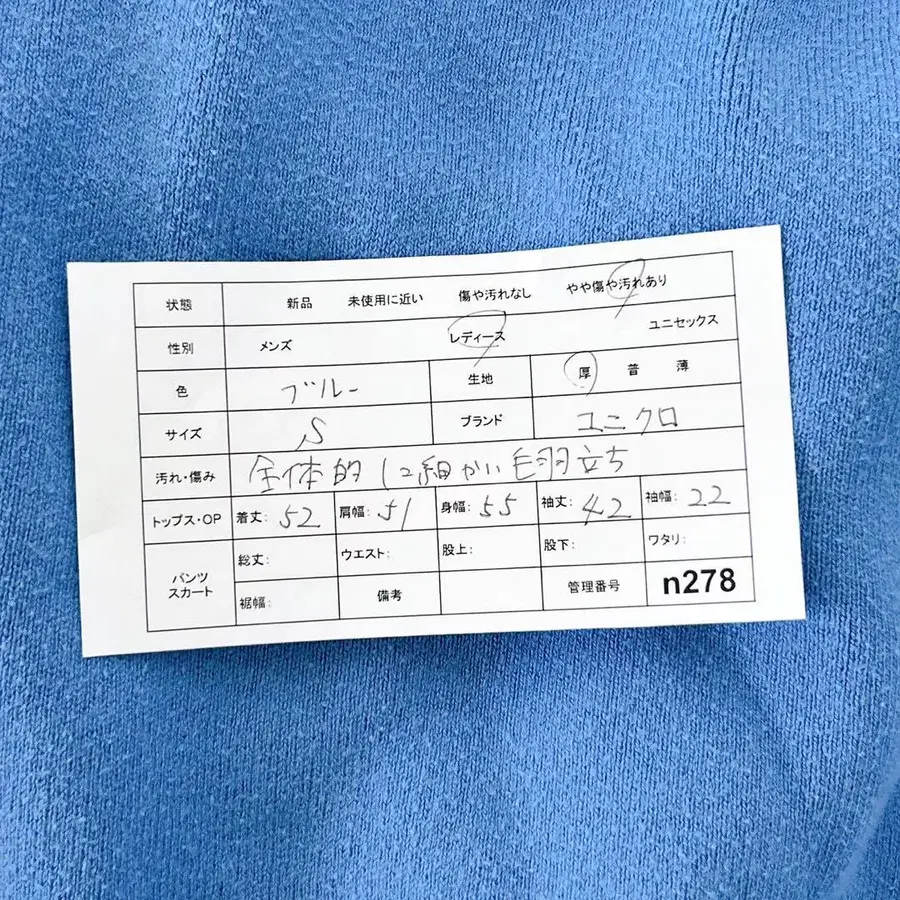 状態 新品 未使用に近い 傷や汚れなし やや傷や汚れあり
性別 メンズ レディース ユニセックス
色 ブルー 生地 厚 普 薄
サイズ S ブランド ユニクロ
汚れ・傷み 全体的に細かい毛羽立ち
トップス・OP 着丈: 52 肩幅: 51 身幅: 55 袖丈: 42 袖幅: 22
パンツ スカート 総丈: ウエスト: 股上: 股下: ワタリ:
裾幅: 備考 管理番号 n278